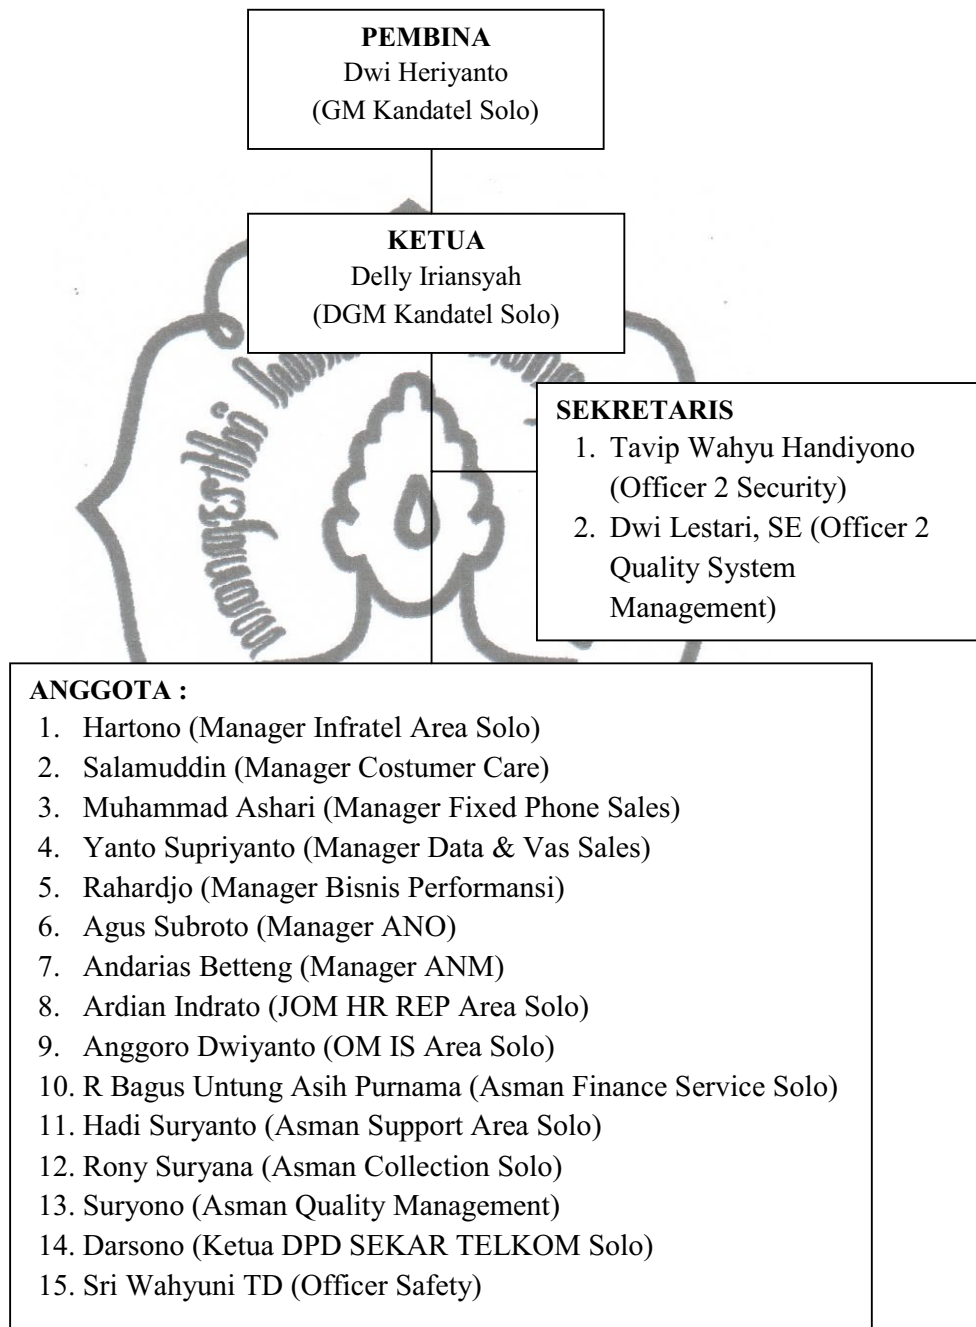 PEMBINA
Dwi Heriyanto
(GM Kandatel Solo)
KETUA
Delly Iriansyah
(DGM Kandatel Solo)
SEKRETARIS
1. Tavip Wahyu Handiyono
(Officer 2 Security)
2. Dwi Lestari, SE (Officer 2
Quality System
Management)
ANGGOTA :
1. Hartono (Manager Infratel Area Solo)
2. Salamuddin (Manager Costumer Care)
3. Muhammad Ashari (Manager Fixed Phone Sales)
4. Yanto Supriyanto (Manager Data & Vas Sales)
5. Rahardjo (Manager Bisnis Performansi)
6. Agus Subroto (Manager ANO)
7. Andarias Betteng (Manager ANM)
8. Ardian Indrato (JOM HR REP Area Solo)
9. Anggoro Dwiyanto (OM IS Area Solo)
10. R Bagus Untung Asih Purnama (Asman Finance Service Solo)
11. Hadi Suryanto (Asman Support Area Solo)
12. Rony Suryana (Asman Collection Solo)
13. Suryono (Asman Quality Management)
14. Darsono (Ketua DPD SEKAR TELKOM Solo)
15. Sri Wahyuni TD (Officer Safety)